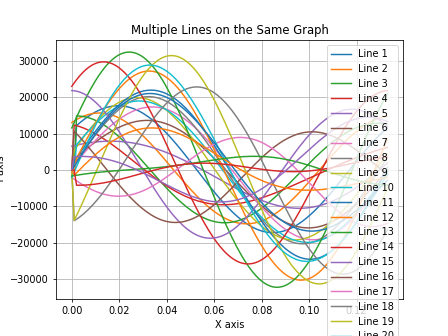 Multiple Lines on the Same Graph
30000
20000
10000
0
−10000
−20000
−30000
0.00
0.02
0.04
0.06
0.08
0.10
X axis
Line 1
Line 2
Line 3
Line 4
Line 5
Line 6
Line 7
Line 8
Line 9
Line 11
Line 12
Line 13
Line 14
Line 15
Line 16
Line 17
Line 18
Line 19
Line 20